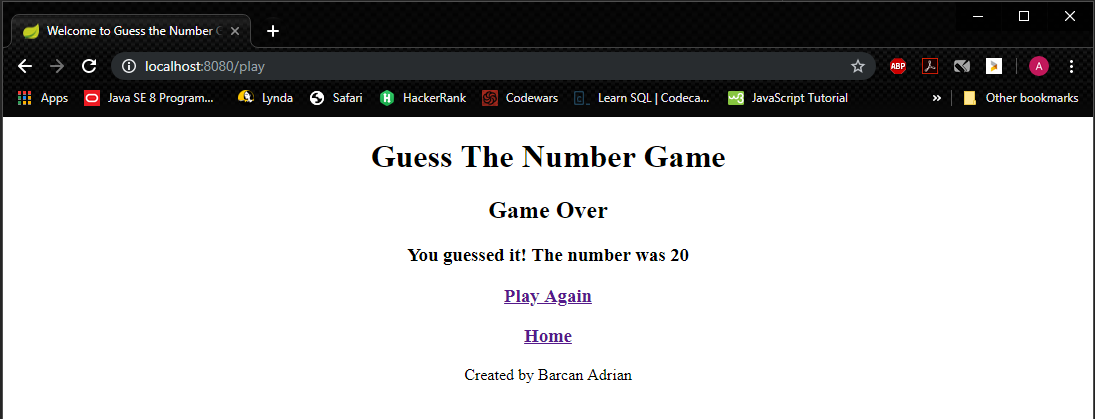 Welcome to Guess the Number G
localhost:8080/play
ABP
A
Apps Java SE 8 Program... Lynda Safari HackerRank Codewars Learn SQL | Codeca... JavaScript Tutorial » Other bookmarks
Guess The Number Game
Game Over
You guessed it! The number was 20
Play Again
Home
Created by Barcan Adrian